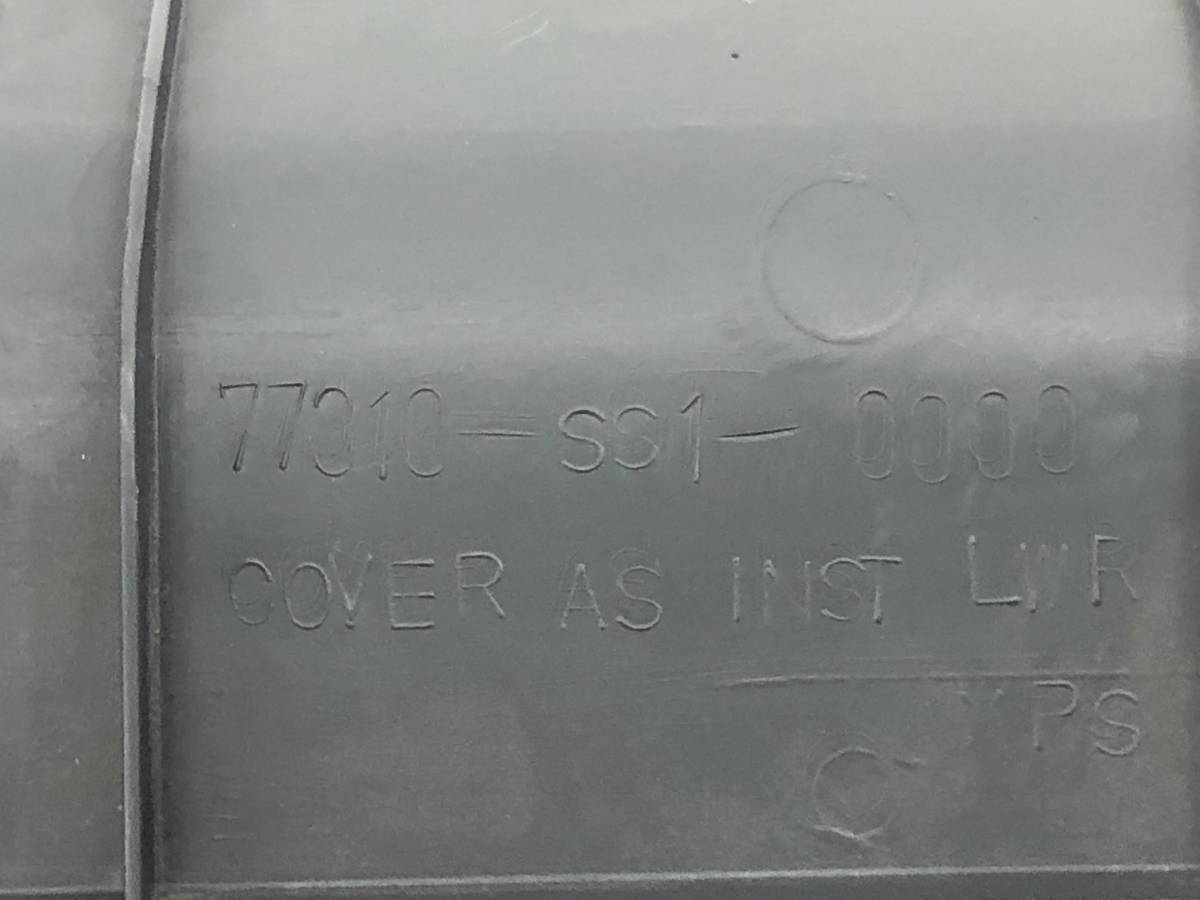 77310-SS1-0000
COVER AS INST LWR
PS